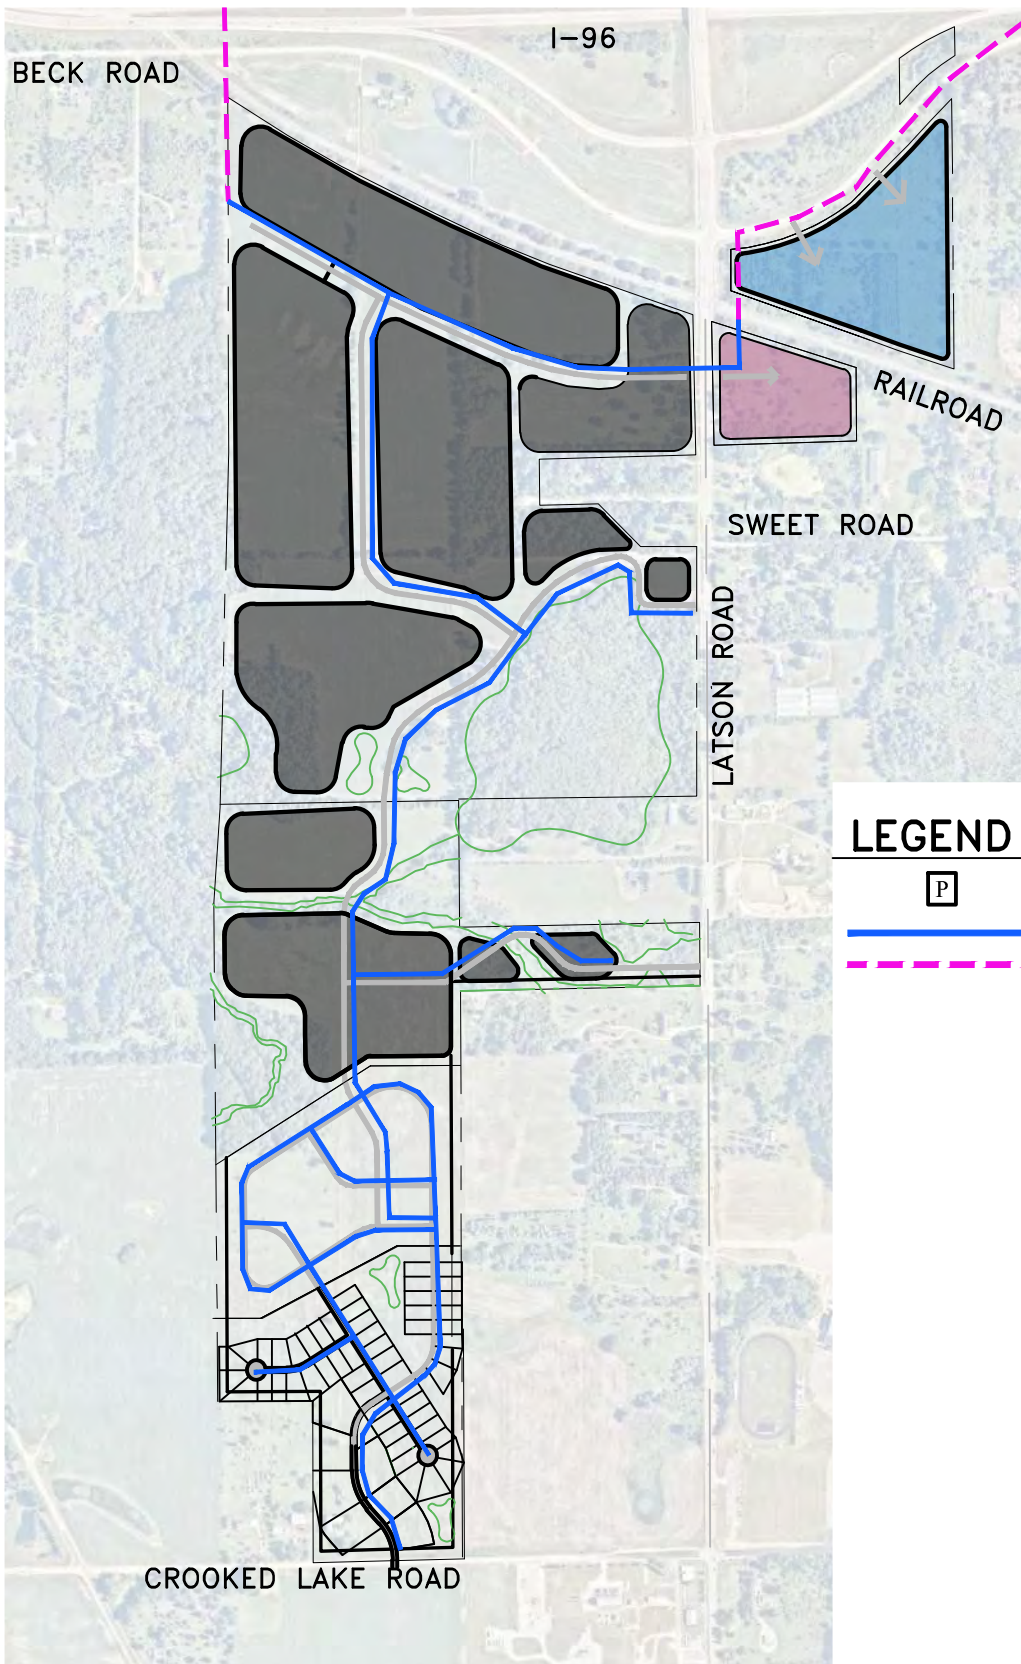 I-96
BECK ROAD
RAILROAD
SWEET ROAD
LATSON ROAD
LEGEND
P
CROOKED LAKE ROAD